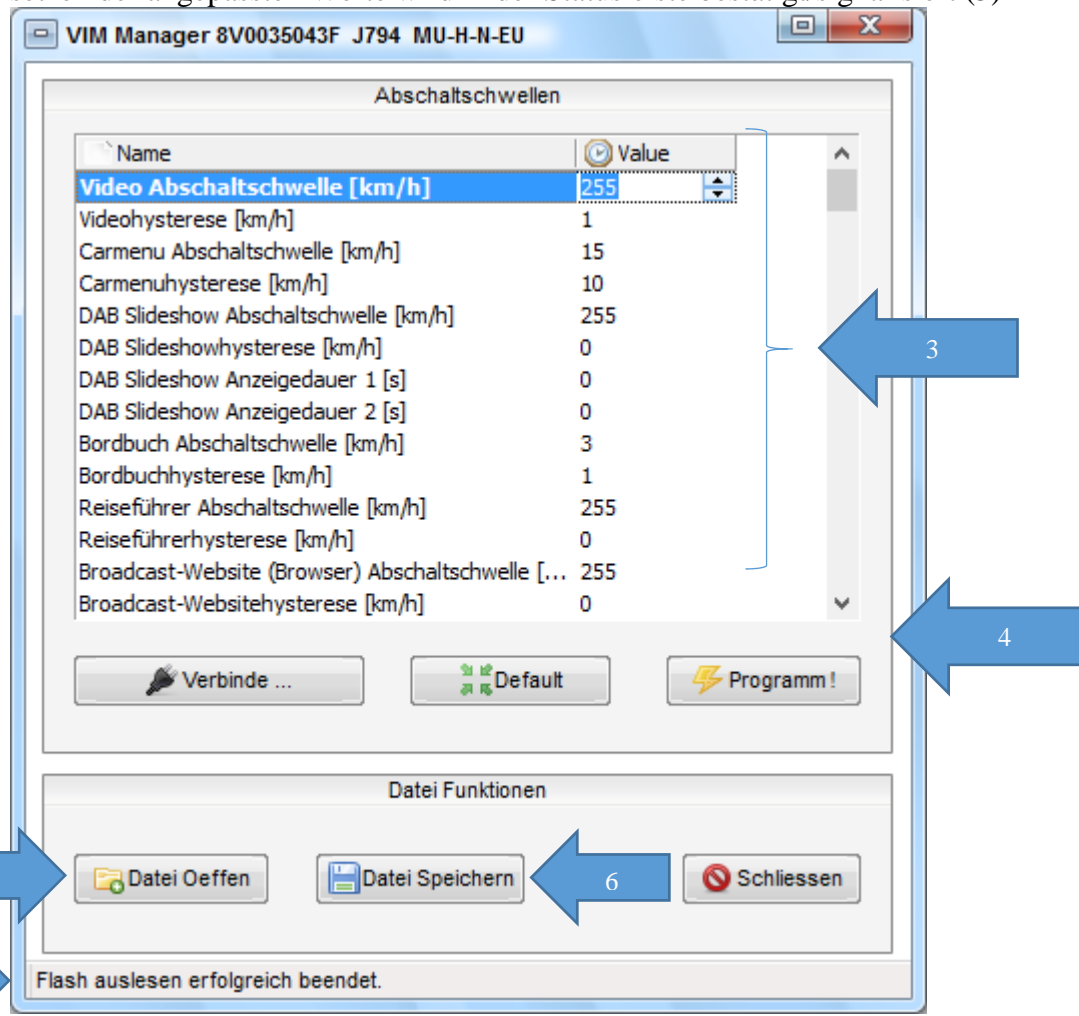 VIM Manager 8V0035043F J794 MU-H-N-EU
Abschaltschwellen
Name Value
Video Abschaltschwelle [km/h] 255
Videohysterese [km/h] 1
Carmenu Abschaltschwelle [km/h] 15
Carmenuhysterese [km/h] 10
DAB Slideshow Abschaltschwelle [km/h] 255
DAB Slideshowhysterese [km/h] 0
DAB Slideshow Anzeigedauer 1 [s] 0
DAB Slideshow Anzeigedauer 2 [s] 0
Bordbuch Abschaltschwelle [km/h] 3
Bordbuchhysterese [km/h] 1
Reiseführer Abschaltschwelle [km/h] 255
Reiseführerhysterese [km/h] 0
Broadcast-Website (Browser) Abschaltschwelle [... 255
Broadcast-Websitehysterese [km/h] 0
3
4
Verbinde ... Default Programm!
Datei Funktionen
Datei Oeffen Datei Speichern 6 Schliessen
Flash auslesen erfolgreich beendet.